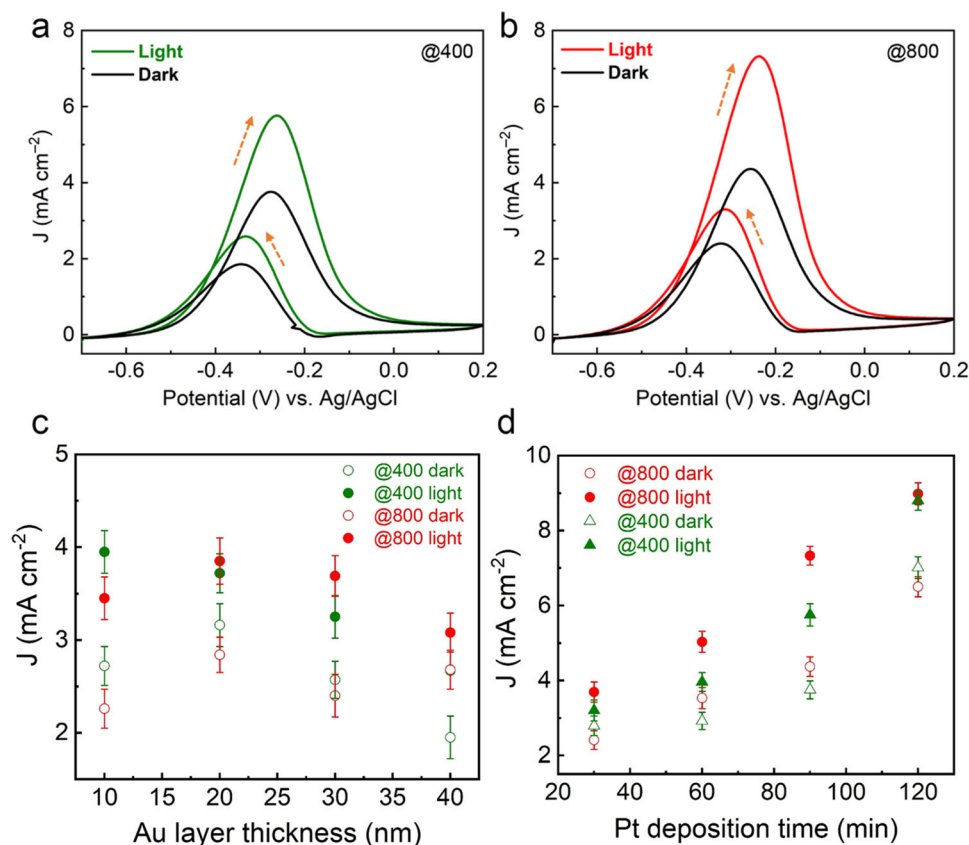 a
Light
Dark
@400
J (mA cm⁻²)
8
6
4
2
0
-0.6
-0.4
-0.2
0.0
0.2
Potential (V) vs. Ag/AgCl
b
Light
Dark
@800
J (mA cm⁻²)
8
6
4
2
0
-0.6
-0.4
-0.2
0.0
0.2
Potential (V) vs. Ag/AgCl
c
@400 dark
@400 light
@800 dark
@800 light
J (mA cm⁻²)
5
4
3
2
10
15
20
25
30
35
40
Au layer thickness (nm)
d
@800 dark
@800 light
@400 dark
@400 light
J (mA cm⁻²)
10
8
6
4
2
20
40
60
80
100
120
Pt deposition time (min)